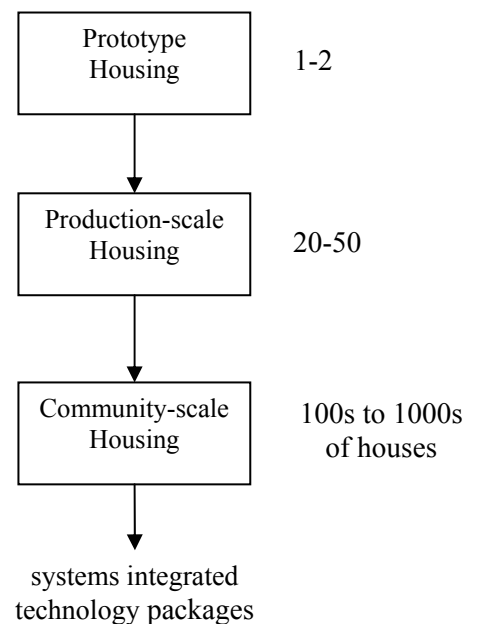 Prototype
Housing
1-2
Production-scale
Housing
20-50
Community-scale
Housing
100s to 1000s
of houses
systems integrated
technology packages